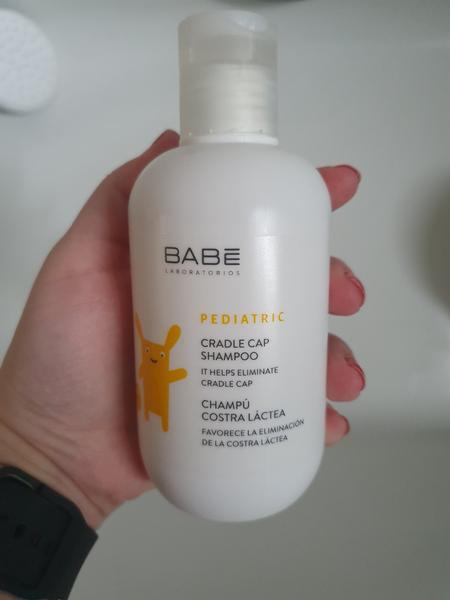 BABĒ
LABORATORIOS
PEDIATRIC
CRADLE CAP
SHAMPOO
IT HELPS ELIMINATE
CRADLE CAP
CHAMPÚ
COSTRA LÁCTEA
FAVORECE LA ELIMINACIÓN
DE LA COSTRA LÁCTEA